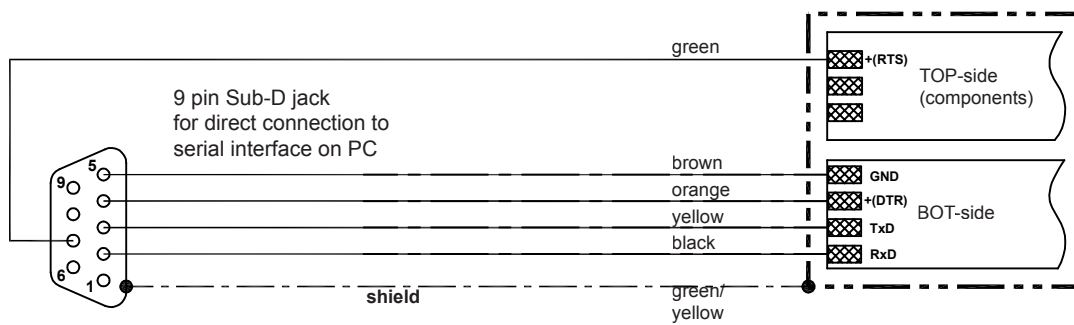 green
+(RTS)
TOP-side
(components)
9 pin Sub-D jack
for direct connection to
serial interface on PC
5
9
6
1
brown
orange
yellow
black
GND
+(DTR)
TxD
RxD
BOT-side
shield
green/
yellow